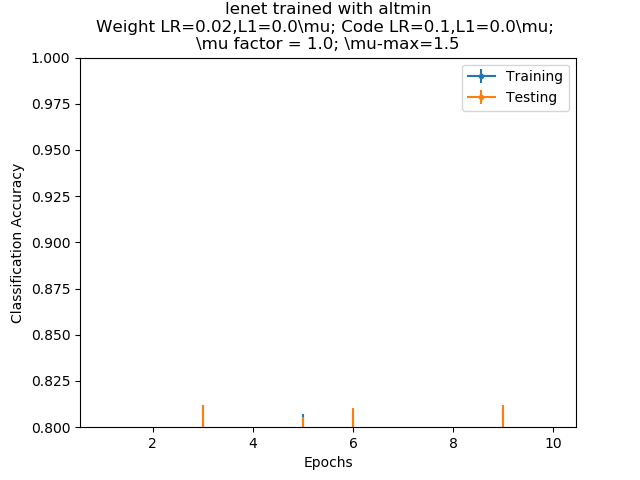 lenet trained with altmin
Weight LR=0.02,L1=0.0\mu; Code LR=0.1,L1=0.0\mu;
\mu factor = 1.0; \mu-max=1.5
Training
Testing
1.000
0.975
0.950
0.925
0.900
0.875
0.850
0.825
0.800
Classification Accuracy
2 4 6 8 10
Epochs